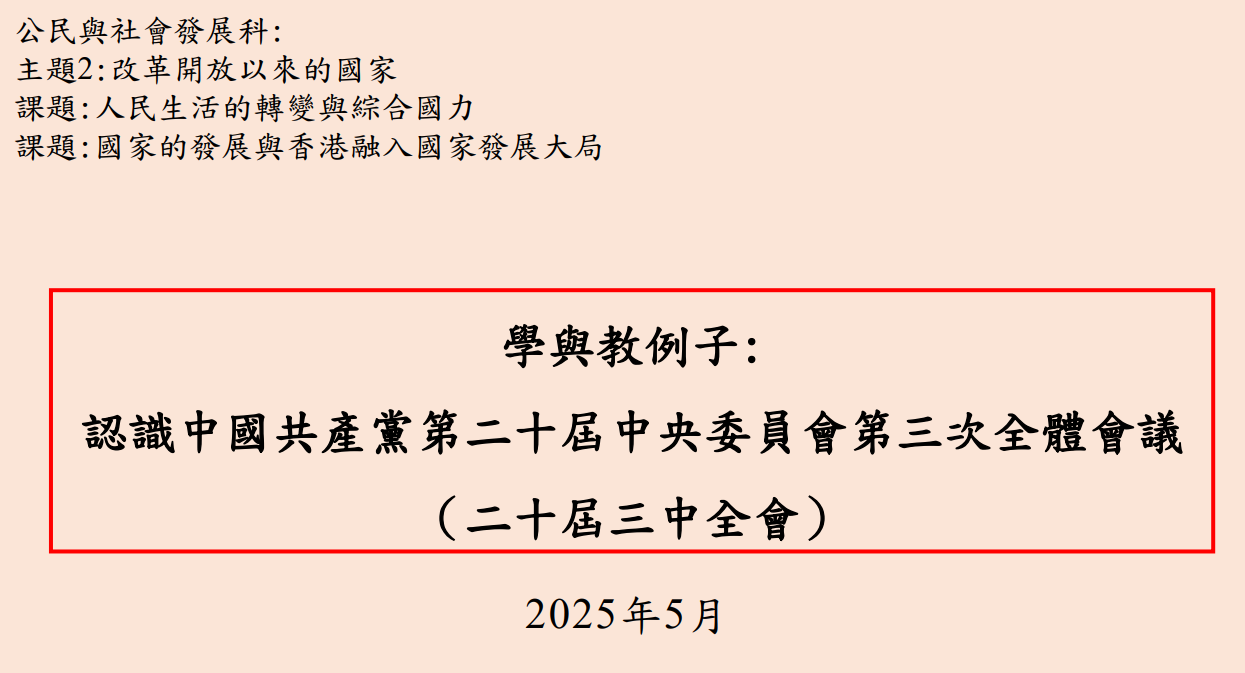 公民與社會發展科:
主題2:改革開放以來的國家
課題:人民生活的轉變與綜合國力
課題:國家的發展與香港融入國家發展大局
學與教例子:
認識中國共產黨第二十屆中央委員會第三次全體會議
（二十屆三中全會）
2025年5月